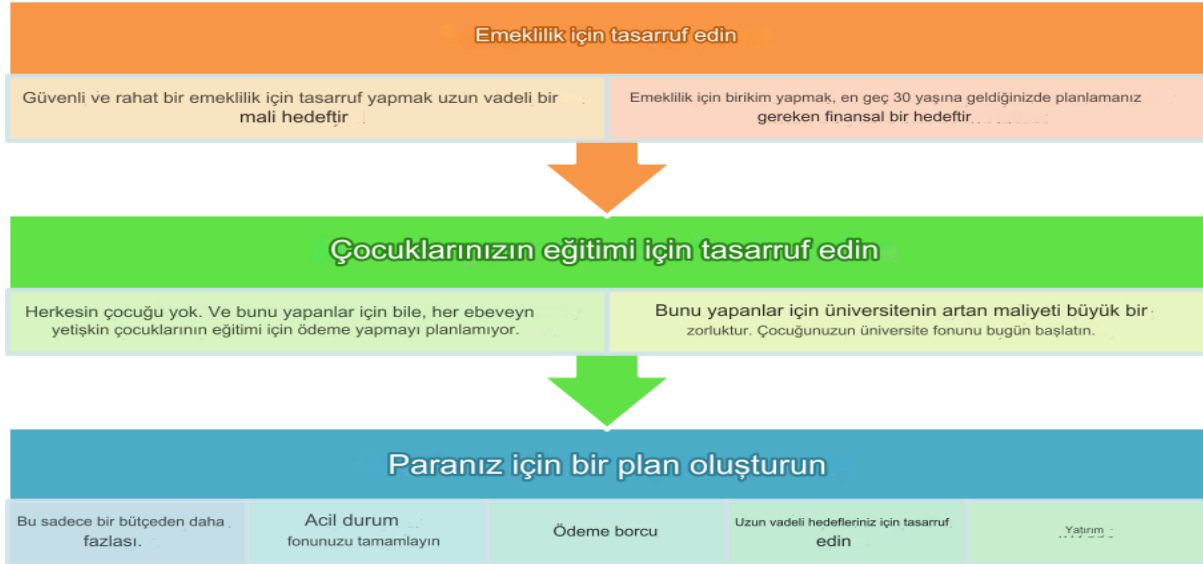 Emeklilik için tasarruf edin
Güvenli ve rahat bir emeklilik için tasarruf yapmak uzun vadeli bir
mali hedeftir
Emeklilik için birikim yapmak, en geç 30 yaşına geldiğinizde planlamanız
gereken finansal bir hedeftir
Çocuklarınızın eğitimi için tasarruf edin
Herkesin çocuğu yok. Ve bunu yapanlar için bile, her ebeveyn
yetişkin çocuklarının eğitimi için ödeme yapmayı planlamıyor.
Bunu yapanlar için üniversitenin artan maliyeti büyük bir
zorluktur. Çocuğunuzun üniversite fonunu bugün başlatın.
Paranız için bir plan oluşturun
Bu sadece bir bütçeden daha
fazlası.
Acil durum
fonunuzu tamamlayın
Ödeme borcu
Uzun vadeli hedefleriniz için tasarruf
edin
Yatırım